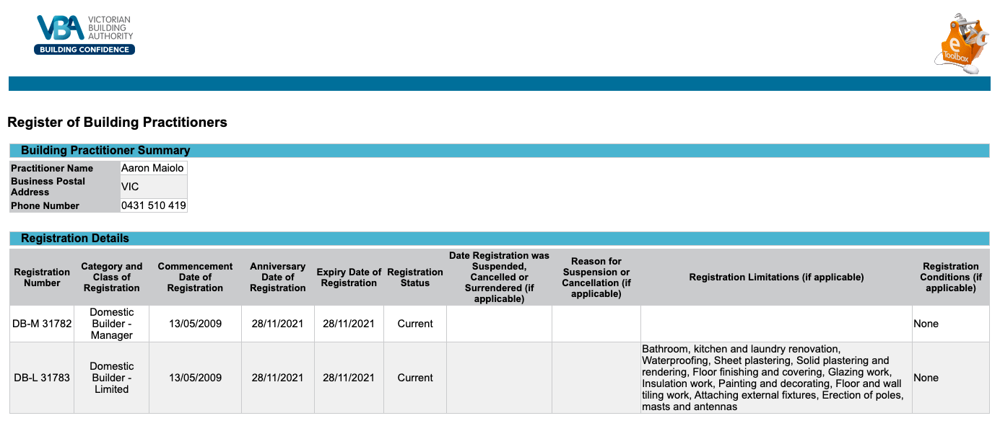 VBA VICTORIAN
BUILDING
AUTHORITY
BUILDING CONFIDENCE
e
Toolbox
Register of Building Practitioners
Building Practitioner Summary
Practitioner Name Aaron Maiolo
Business Postal
Address
VIC
Phone Number 0431 510 419
Registration Details
Registration
Number
Category and
Class of
Registration
Commencement
Date of
Registration
Anniversary
Date of
Registration
Expiry Date of
Registration
Registration
Status
Date Registration was
Suspended,
Cancelled or
Surrendered (if
applicable)
Reason for
Suspension or
Cancellation (if
applicable)
Registration Limitations (if applicable)
Registration
Conditions (if
applicable)
DB-M 31782
Domestic
Builder -
Manager
13/05/2009
28/11/2021
28/11/2021
Current
None
DB-L 31783
Domestic
Builder -
Limited
13/05/2009
28/11/2021
28/11/2021
Current
Bathroom, kitchen and laundry renovation,
Waterproofing, Sheet plastering, Solid plastering and
rendering, Floor finishing and covering, Glazing work,
Insulation work, Painting and decorating, Floor and wall
tiling work, Attaching external fixtures, Erection of poles,
masts and antennas
None